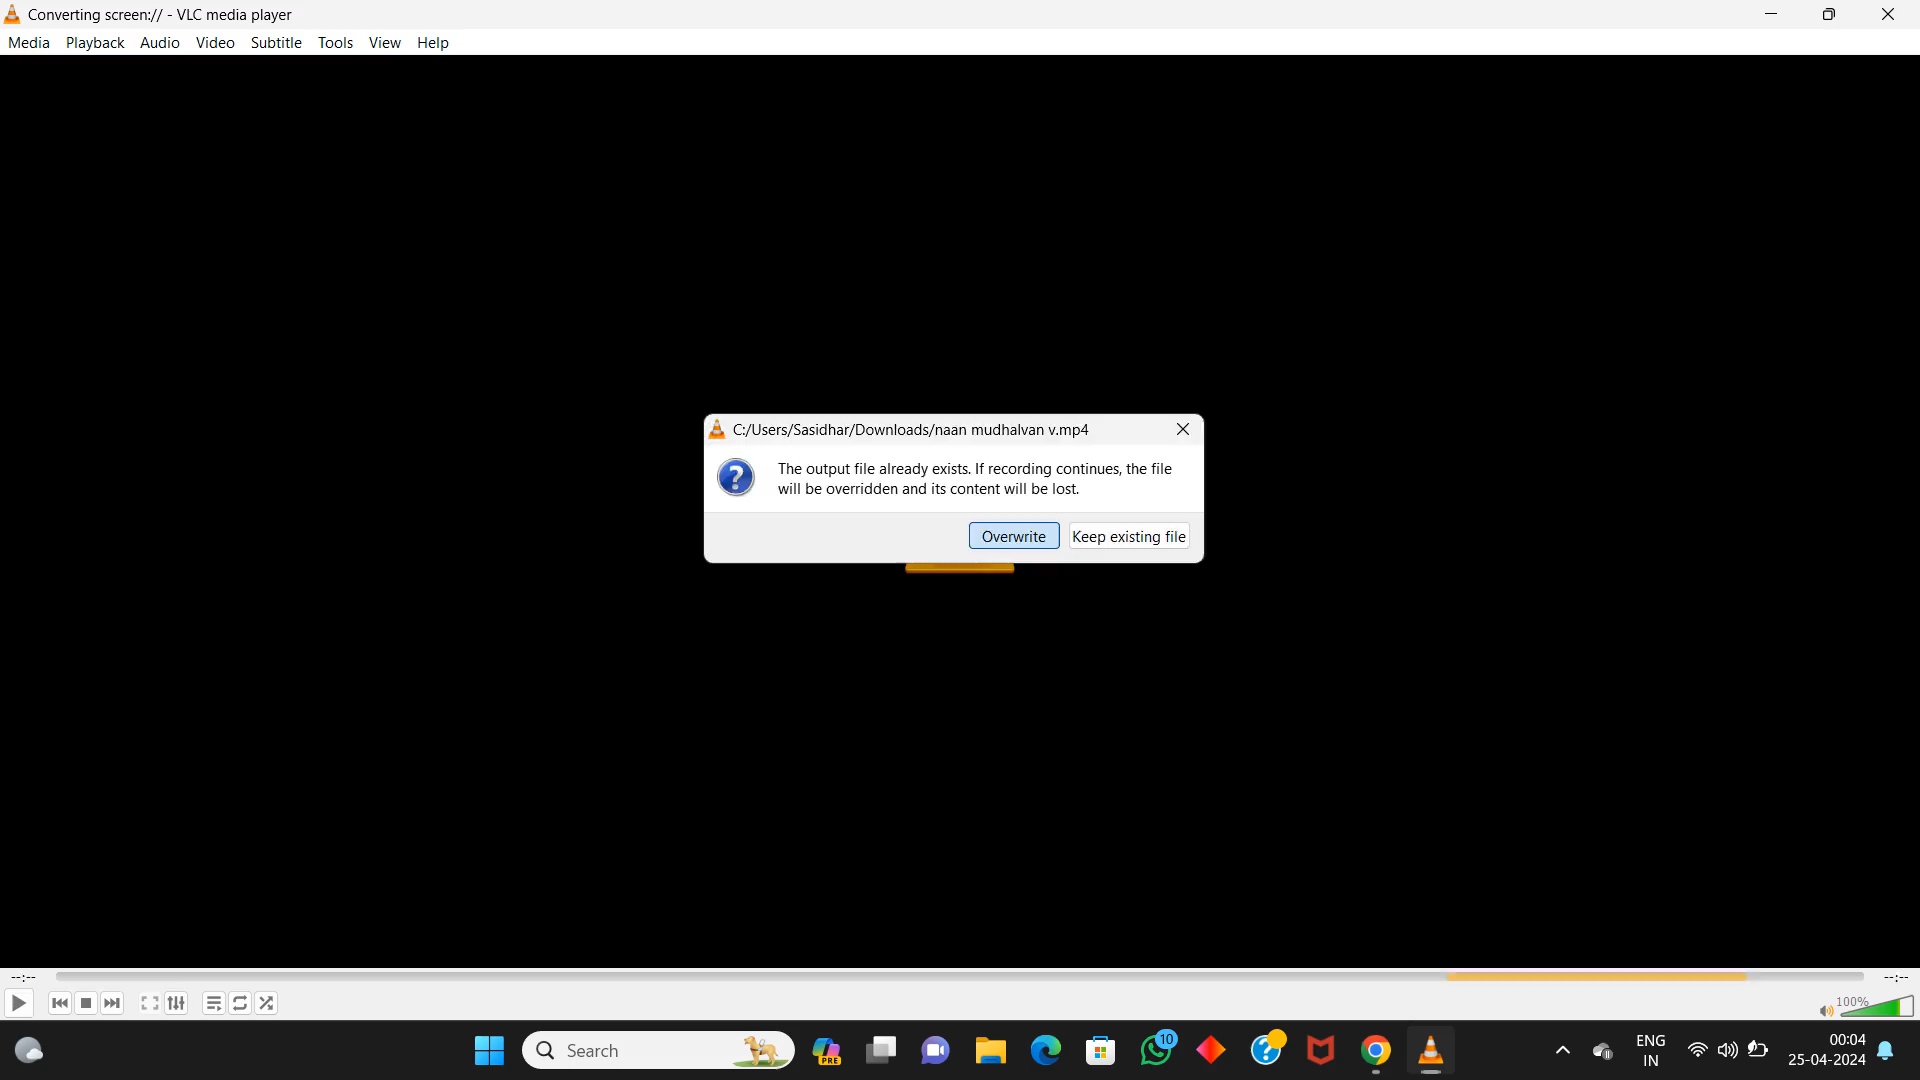 Converting screen:// - VLC media player
Media Playback Audio Video Subtitle Tools View Help
C:/Users/Sasidhar/Downloads/naan mudhalvan v.mp4
The output file already exists. If recording continues, the file
will be overridden and its content will be lost.
Overwrite Keep existing file
--:-- --:--
100%
Search
PRE
10
ENG
IN
00:04
25-04-2024